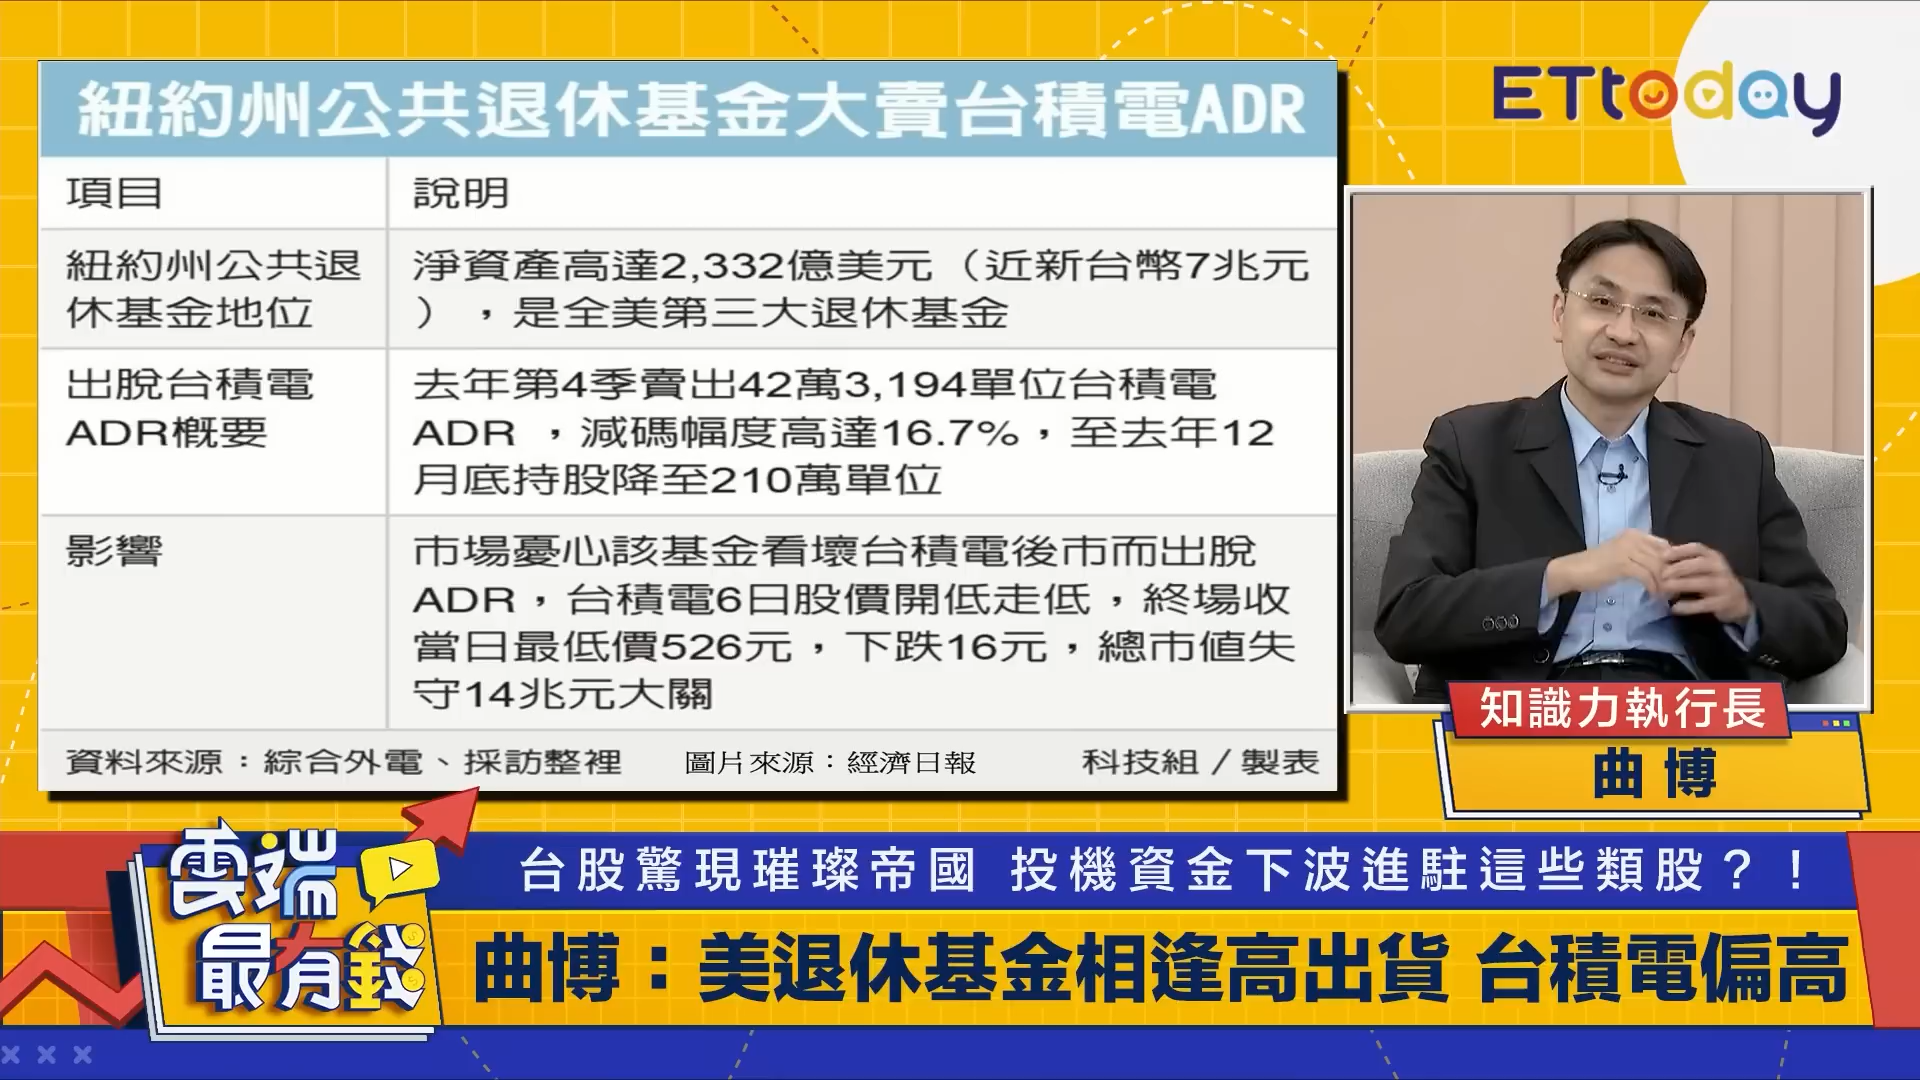 紐約州公共退休基金大賣台積電ADR
項目
說明
紐約州公共退
休基金地位
淨資產高達2,332億美元（近新台幣7兆元
），是全美第三大退休基金
出脫台積電
ADR概要
去年第4季賣出42萬3,194單位台積電
ADR，減碼幅度高達16.7%，至去年12
月底持股降至210萬單位
影響
市場憂心該基金看壞台積電後市而出脫
ADR，台積電6日股價開低走低，終場收
當日最低價526元，下跌16元，總市值失
守14兆元大關
資料來源：綜合外電、採訪整裡
圖片來源：經濟日報
科技組／製表
ETtoday
知識力執行長
曲博
雲端
最有錢
台股驚現璀璨帝國 投機資金下波進駐這些類股？！
曲博：美退休基金相逢高出貨 台積電偏高